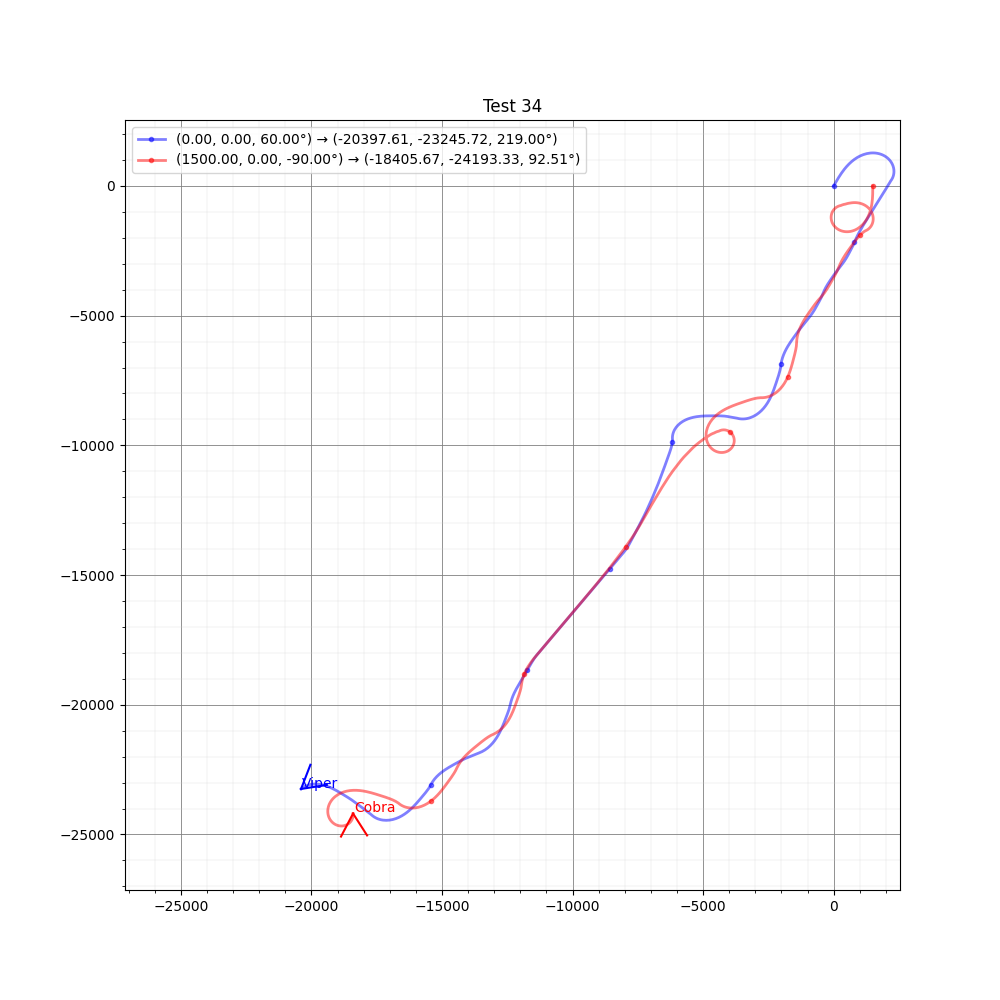 Test 34
(0.00, 0.00, 60.00°) → (-20397.61, -23245.72, 219.00°)
(1500.00, 0.00, -90.00°) → (-18405.67, -24193.33, 92.51°)
0
−5000
−10000
−15000
−20000
−25000
Viper
Cobra
−25000 −20000 −15000 −10000 −5000 0